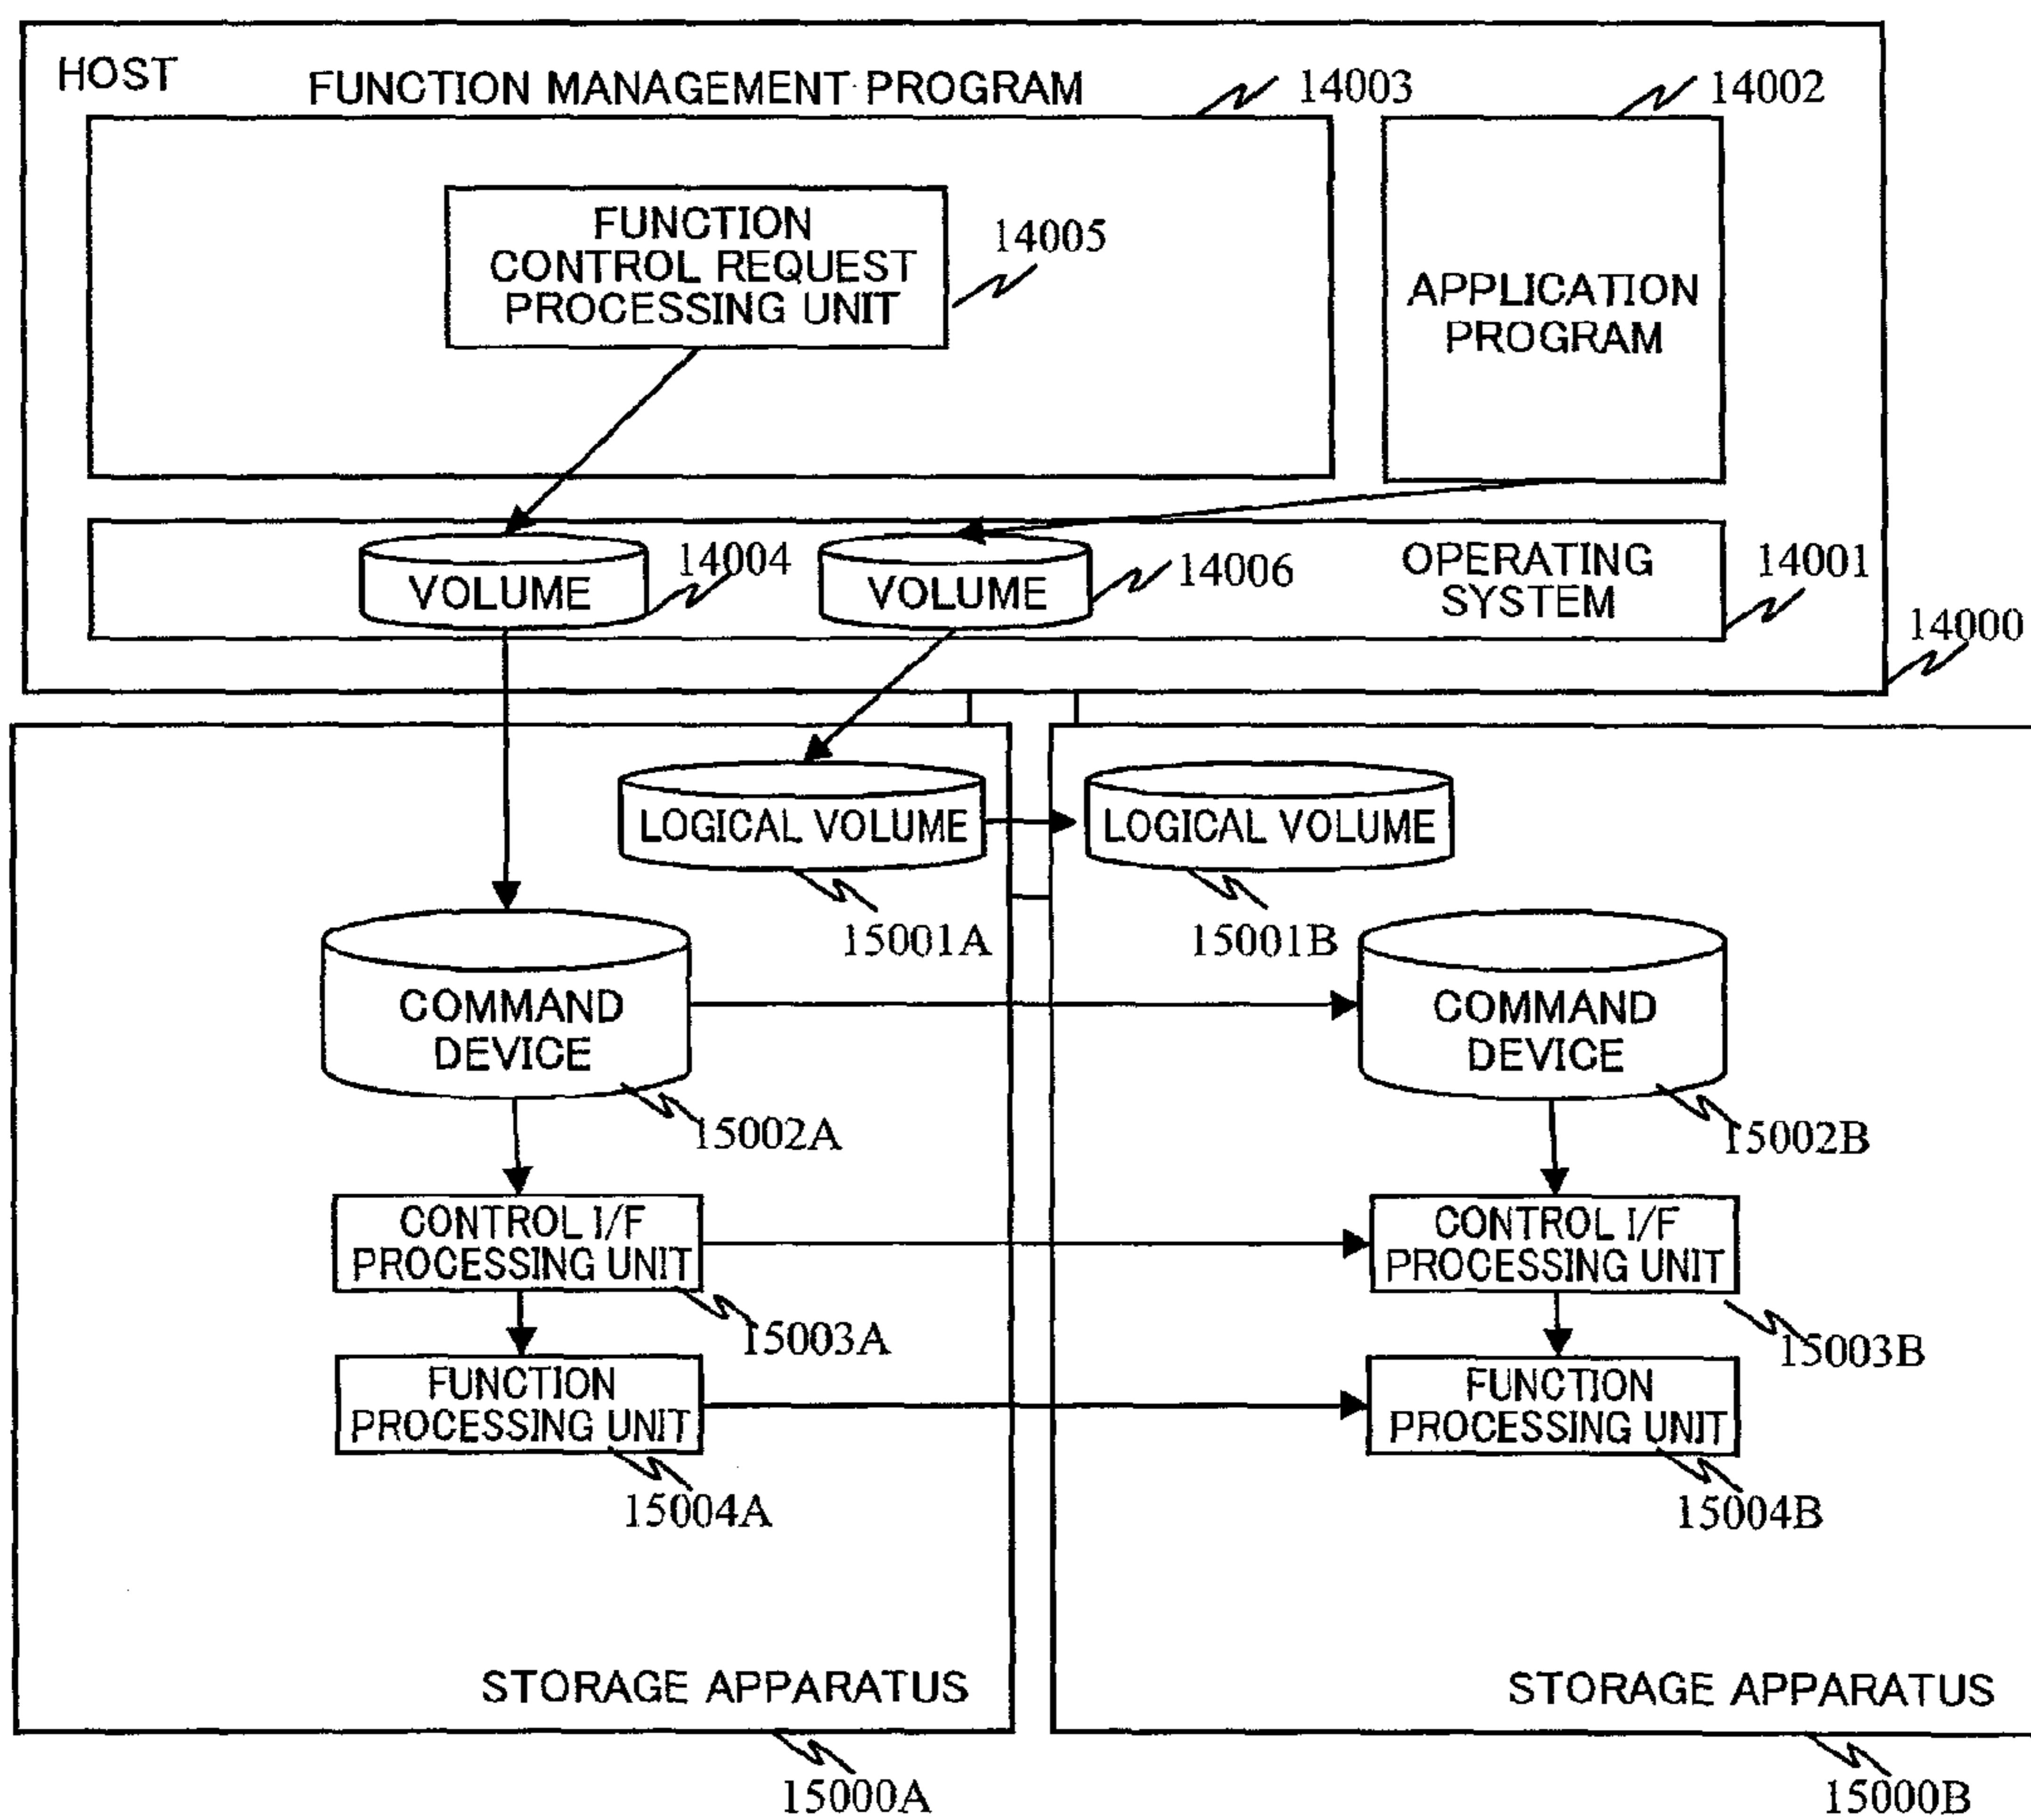 HOST
FUNCTION MANAGEMENT PROGRAM
14003
14002
FUNCTION
CONTROL REQUEST
PROCESSING UNIT
14005
APPLICATION
PROGRAM
VOLUME
14004
VOLUME
14006
OPERATING
SYSTEM
14001
14000
LOGICAL VOLUME
LOGICAL VOLUME
15001A
15001B
COMMAND
DEVICE
COMMAND
DEVICE
15002A
15002B
CONTROL I/F
PROCESSING UNIT
CONTROL I/F
PROCESSING UNIT
15003A
15003B
FUNCTION
PROCESSING UNIT
FUNCTION
PROCESSING UNIT
15004A
15004B
STORAGE APPARATUS
STORAGE APPARATUS
15000A
15000B